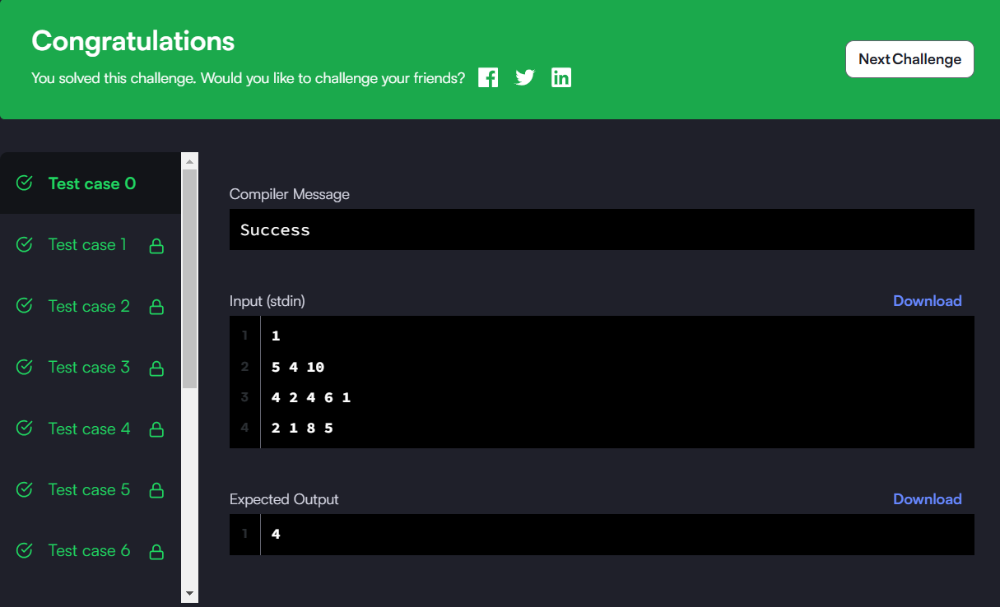 Congratulations
You solved this challenge. Would you like to challenge your friends?
Next Challenge
Test case 0
Test case 1
Test case 2
Test case 3
Test case 4
Test case 5
Test case 6
Compiler Message
Success
Input (stdin)
Download
1 1
2 5 4 10
3 4 2 4 6 1
4 2 1 8 5
Expected Output
Download
1 4